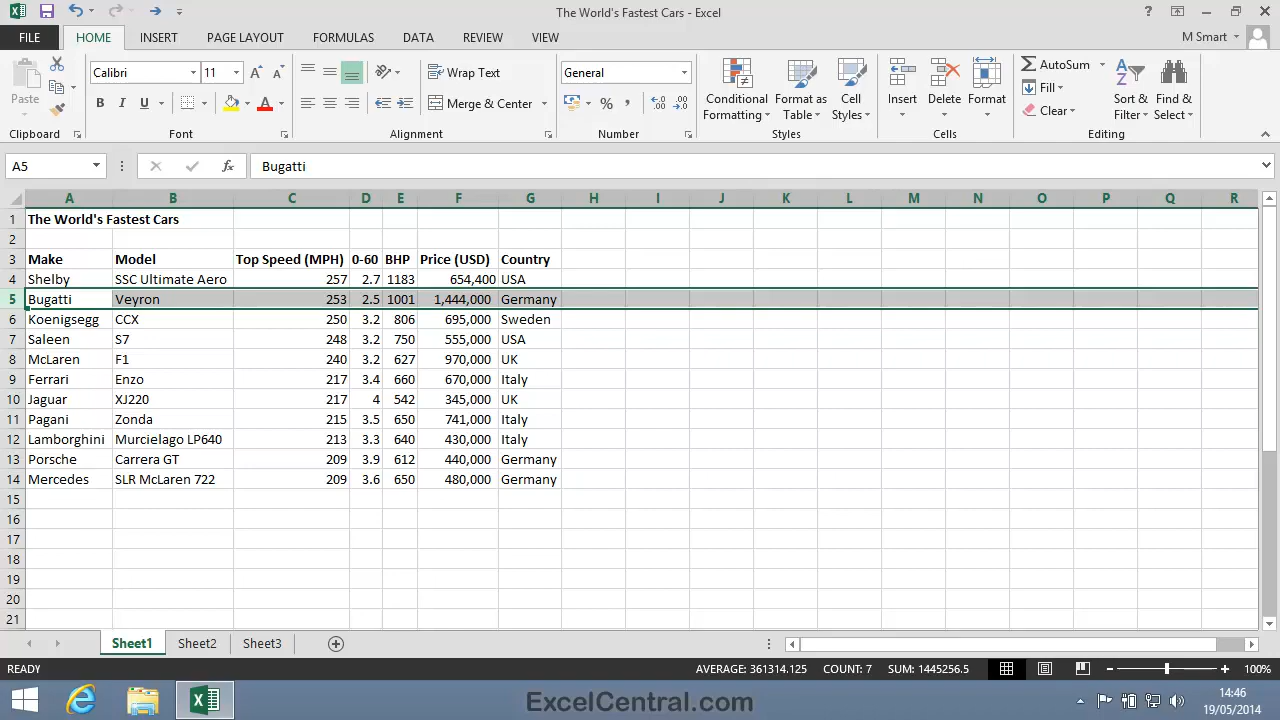 The World's Fastest Cars - Excel
?
FILE HOME INSERT PAGE LAYOUT FORMULAS DATA REVIEW VIEW M Smart
Paste
Calibri 11
B I U A
Wrap Text
Merge & Center
General
% ,
Conditional Formatting
Format as Table
Cell Styles
Insert Delete Format
AutoSum
Fill
Clear
Sort & Filter
Find & Select
Clipboard Font Alignment Number Styles Cells Editing
A5 fx Bugatti
A B C D E F G H I J K L M N O P Q R
1 The World's Fastest Cars
2
3 Make Model Top Speed (MPH) 0-60 BHP Price (USD) Country
4 Shelby SSC Ultimate Aero 257 2.7 1183 654,400 USA
5 Bugatti Veyron 253 2.5 1001 1,444,000 Germany
6 Koenigsegg CCX 250 3.2 806 695,000 Sweden
7 Saleen S7 248 3.2 750 555,000 USA
8 McLaren F1 240 3.2 627 970,000 UK
9 Ferrari Enzo 217 3.4 660 670,000 Italy
10 Jaguar XJ220 217 4 542 345,000 UK
11 Pagani Zonda 215 3.5 650 741,000 Italy
12 Lamborghini Murcielago LP640 213 3.3 640 430,000 Italy
13 Porsche Carrera GT 209 3.9 612 440,000 Germany
14 Mercedes SLR McLaren 722 209 3.6 650 480,000 Germany
15
16
17
18
19
20
21
Sheet1 Sheet2 Sheet3
READY AVERAGE: 361314.125 COUNT: 7 SUM: 1445256.5 100%
ExcelCentral.com
14:46
19/05/2014